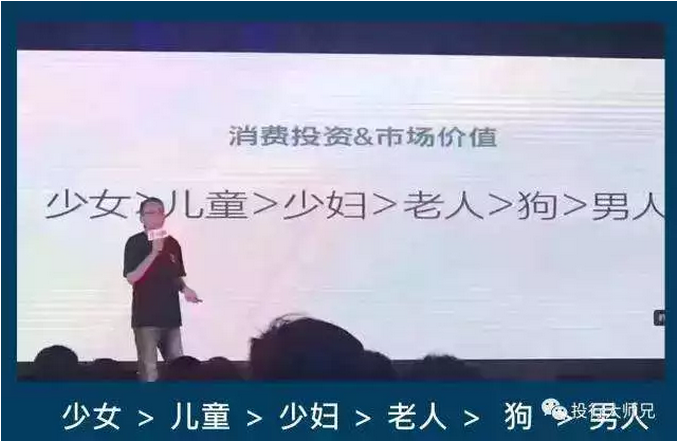 消费投资&市场价值
少女>儿童>少妇>老人>狗>男人
少女 > 儿童 > 少妇 > 老人 > 狗 > 男人
投行大师兄